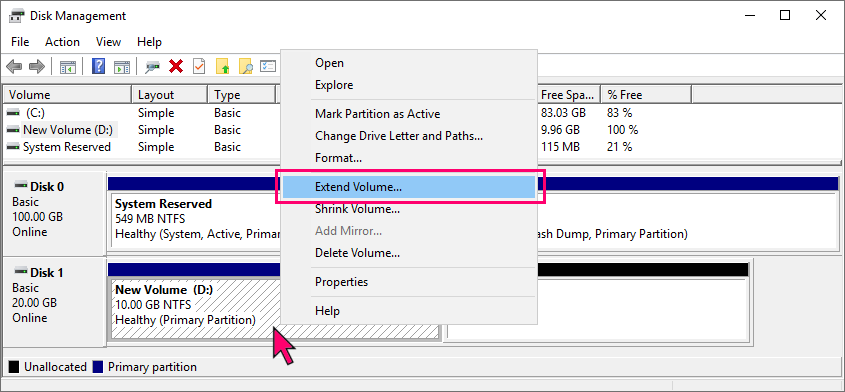 Disk Management
File Action View Help
Volume Layout Type Free Spa... % Free
(C:) Simple Basic 83.03 GB 83 %
New Volume (D:) Simple Basic 9.96 GB 100 %
System Reserved Simple Basic 115 MB 21 %
Open
Explore
Mark Partition as Active
Change Drive Letter and Paths...
Format...
Extend Volume...
Shrink Volume...
Add Mirror...
Delete Volume...
Properties
Help
Disk 0
Basic
100.00 GB
Online
System Reserved
549 MB NTFS
Healthy (System, Active, Primar
ash Dump, Primary Partition)
Disk 1
Basic
20.00 GB
Online
New Volume (D:)
10.00 GB NTFS
Healthy (Primary Partition)
Unallocated Primary partition